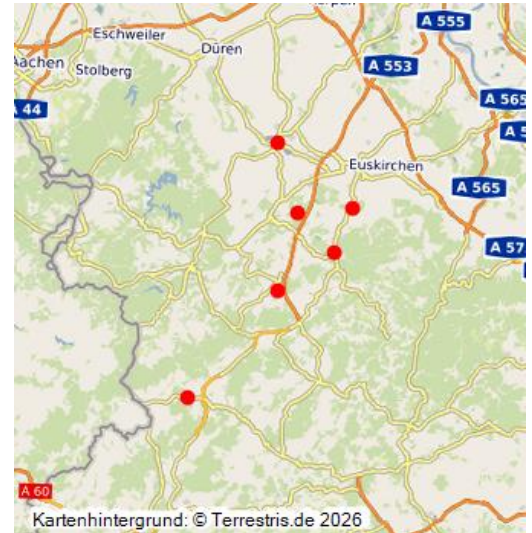 A 555
Eschweiler
Düren
Aachen
A 553
Stolberg
A 565
A 44
Euskirchen
A 565
A 57
A 60
Kartenhintergrund: © Terrestris.de 2026